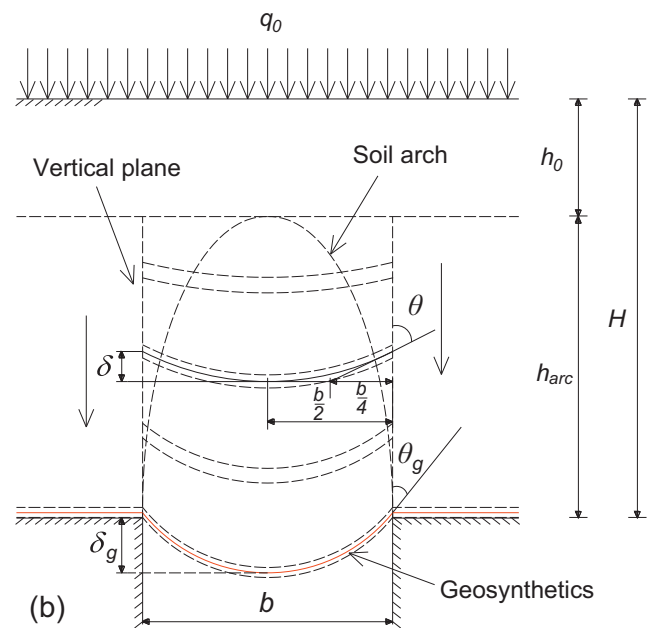 q0
Vertical plane
Soil arch
h0
θ
H
δ
b/2
b/4
harc
θg
δg
Geosynthetics
(b)
b